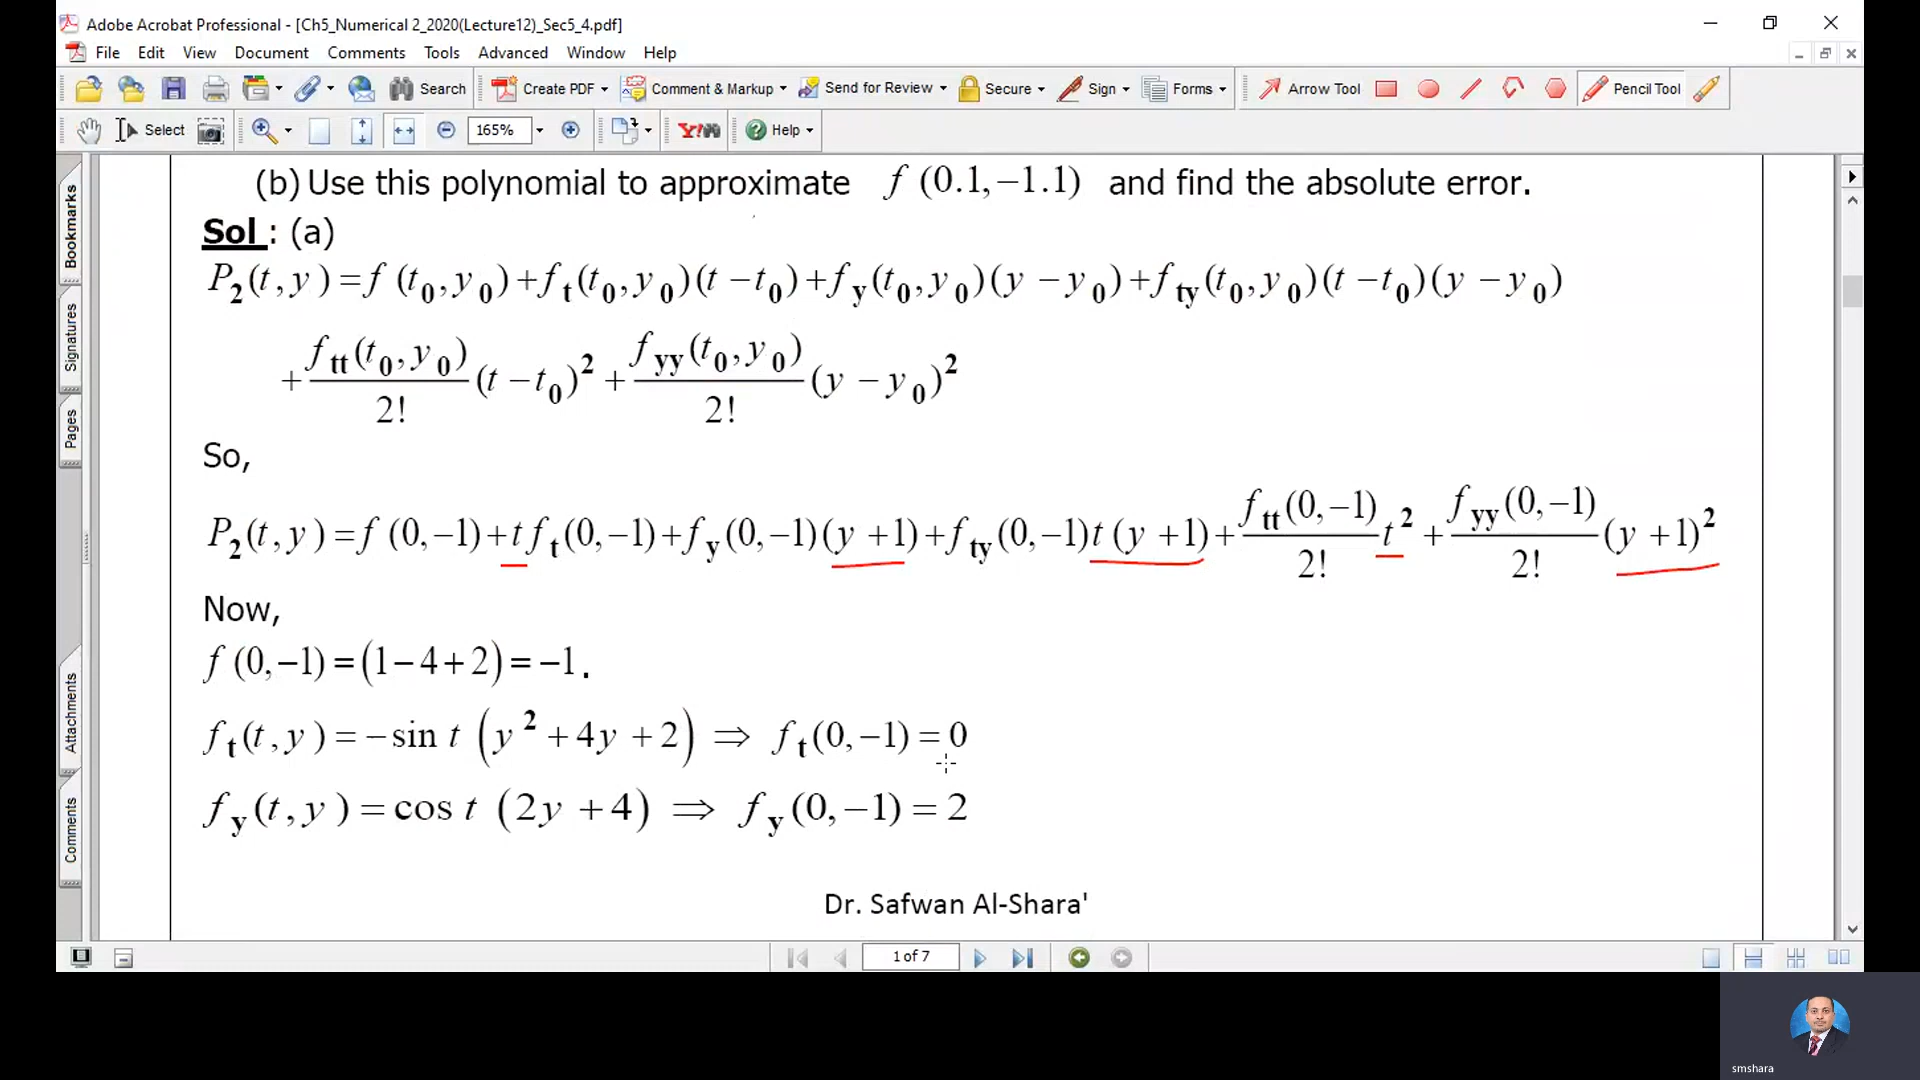 Adobe Acrobat Professional - [Ch5_Numerical 2_2020(Lecture12)_Sec5_4.pdf]
File Edit View Document Comments Tools Advanced Window Help
Search Create PDF Comment & Markup Send for Review Secure Sign Forms Arrow Tool Pencil Tool
Select 165% Y! Help
Bookmarks
Signatures
Pages
Attachments
Comments
(b) Use this polynomial to approximate f (0.1,−1.1) and find the absolute error.
Sol : (a)
P₂(t, y) = f (t₀, y₀) + f_t(t₀, y₀)(t − t₀) + f_y(t₀, y₀)(y − y₀) + f_ty(t₀, y₀)(t − t₀)(y − y₀)
+ f_tt(t₀, y₀)/2! (t − t₀)² + f_yy(t₀, y₀)/2! (y − y₀)²
So,
P₂(t, y) = f (0,−1) + t f_t(0,−1) + f_y(0,−1)(y + 1) + f_ty(0,−1)t (y + 1) + f_tt(0,−1)/2! t² + f_yy(0,−1)/2! (y + 1)²
Now,
f (0,−1) = (1 − 4 + 2) = −1.
f_t(t, y) = −sin t (y² + 4y + 2) ⇒ f_t(0,−1) = 0
f_y(t, y) = cos t (2y + 4) ⇒ f_y(0,−1) = 2
Dr. Safwan Al-Shara'
1 of 7
smshara